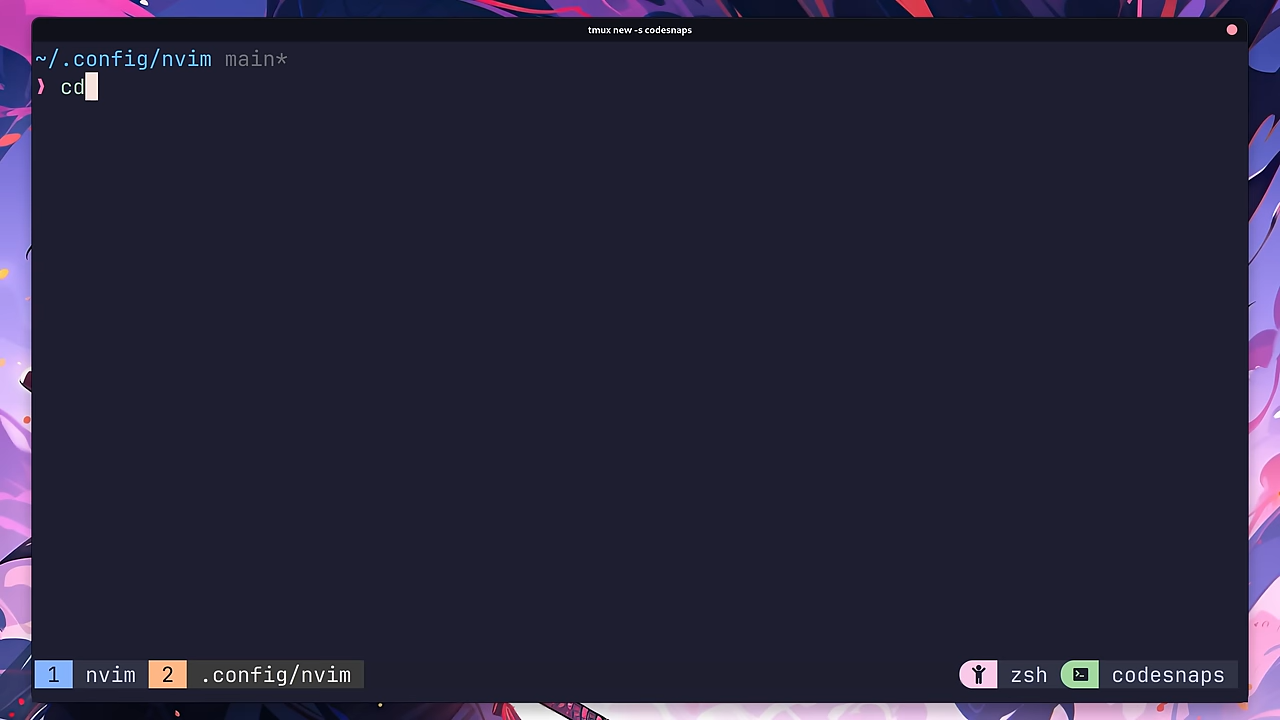 tmux new -s codesnaps
~/.config/nvim main*
❯ cd
1 nvim 2 .config/nvim zsh codesnaps